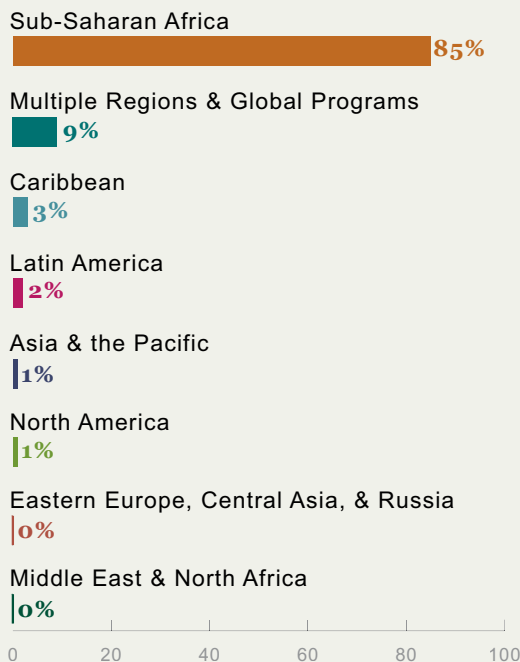 Sub-Saharan Africa
85%
Multiple Regions & Global Programs
9%
Caribbean
3%
Latin America
2%
Asia & the Pacific
1%
North America
1%
Eastern Europe, Central Asia, & Russia
0%
Middle East & North Africa
0%
0 20 40 60 80 100